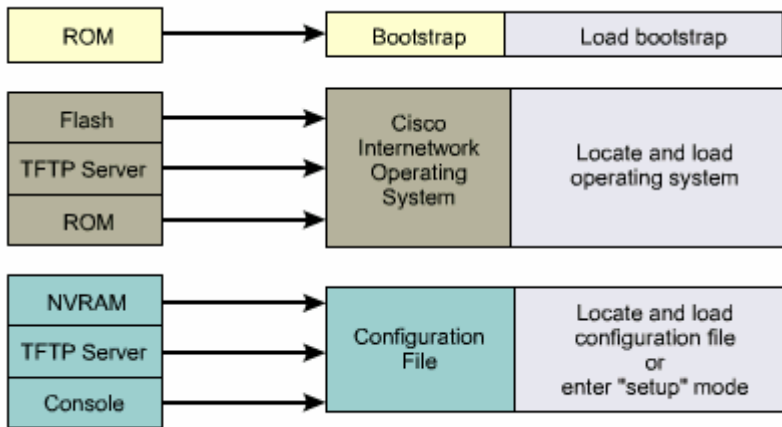 ROM
Bootstrap
Load bootstrap
Flash
TFTP Server
ROM
Cisco
Internetwork
Operating
System
Locate and load
operating system
NVRAM
TFTP Server
Console
Configuration
File
Locate and load
configuration file
or
enter "setup" mode